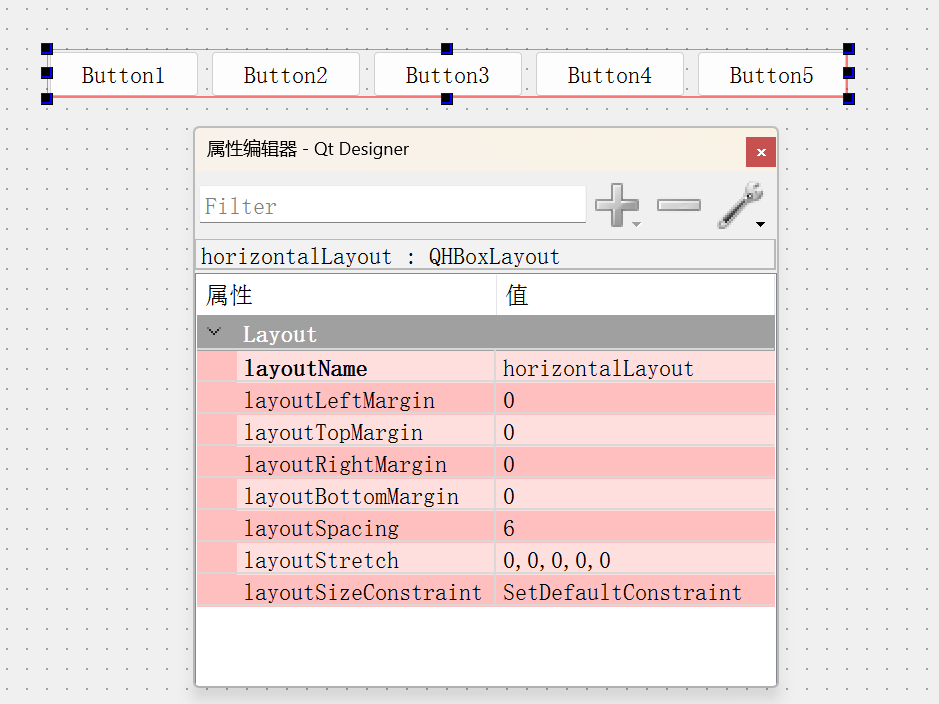 Button1 Button2 Button3 Button4 Button5
属性编辑器 - Qt Designer
Filter
horizontalLayout : QHBoxLayout
属性 值
Layout
layoutName horizontalLayout
layoutLeftMargin 0
layoutTopMargin 0
layoutRightMargin 0
layoutBottomMargin 0
layoutSpacing 6
layoutStretch 0,0,0,0,0
layoutSizeConstraint SetDefaultConstraint